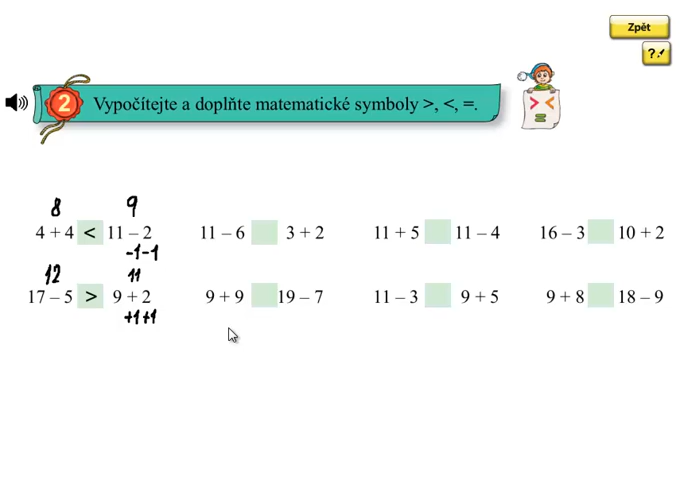 Zpět
?✓
2 Vypočítejte a doplňte matematické symboly >, <, =.
> <
=
8 9
4 + 4 < 11 – 2 11 – 6 3 + 2 11 + 5 11 – 4 16 – 3 10 + 2
-1-1
12 11
17 – 5 > 9 + 2 9 + 9 19 – 7 11 – 3 9 + 5 9 + 8 18 – 9
+1+1